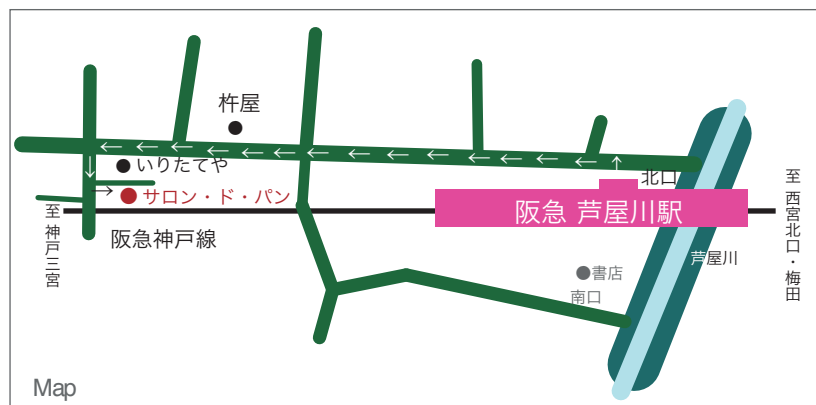 杵屋
いりたてや
サロン・ド・パン
北口
阪急 芦屋川駅
至 神戸三宮
阪急神戸線
至 西宮北口・梅田
芦屋川
書店
南口
Map